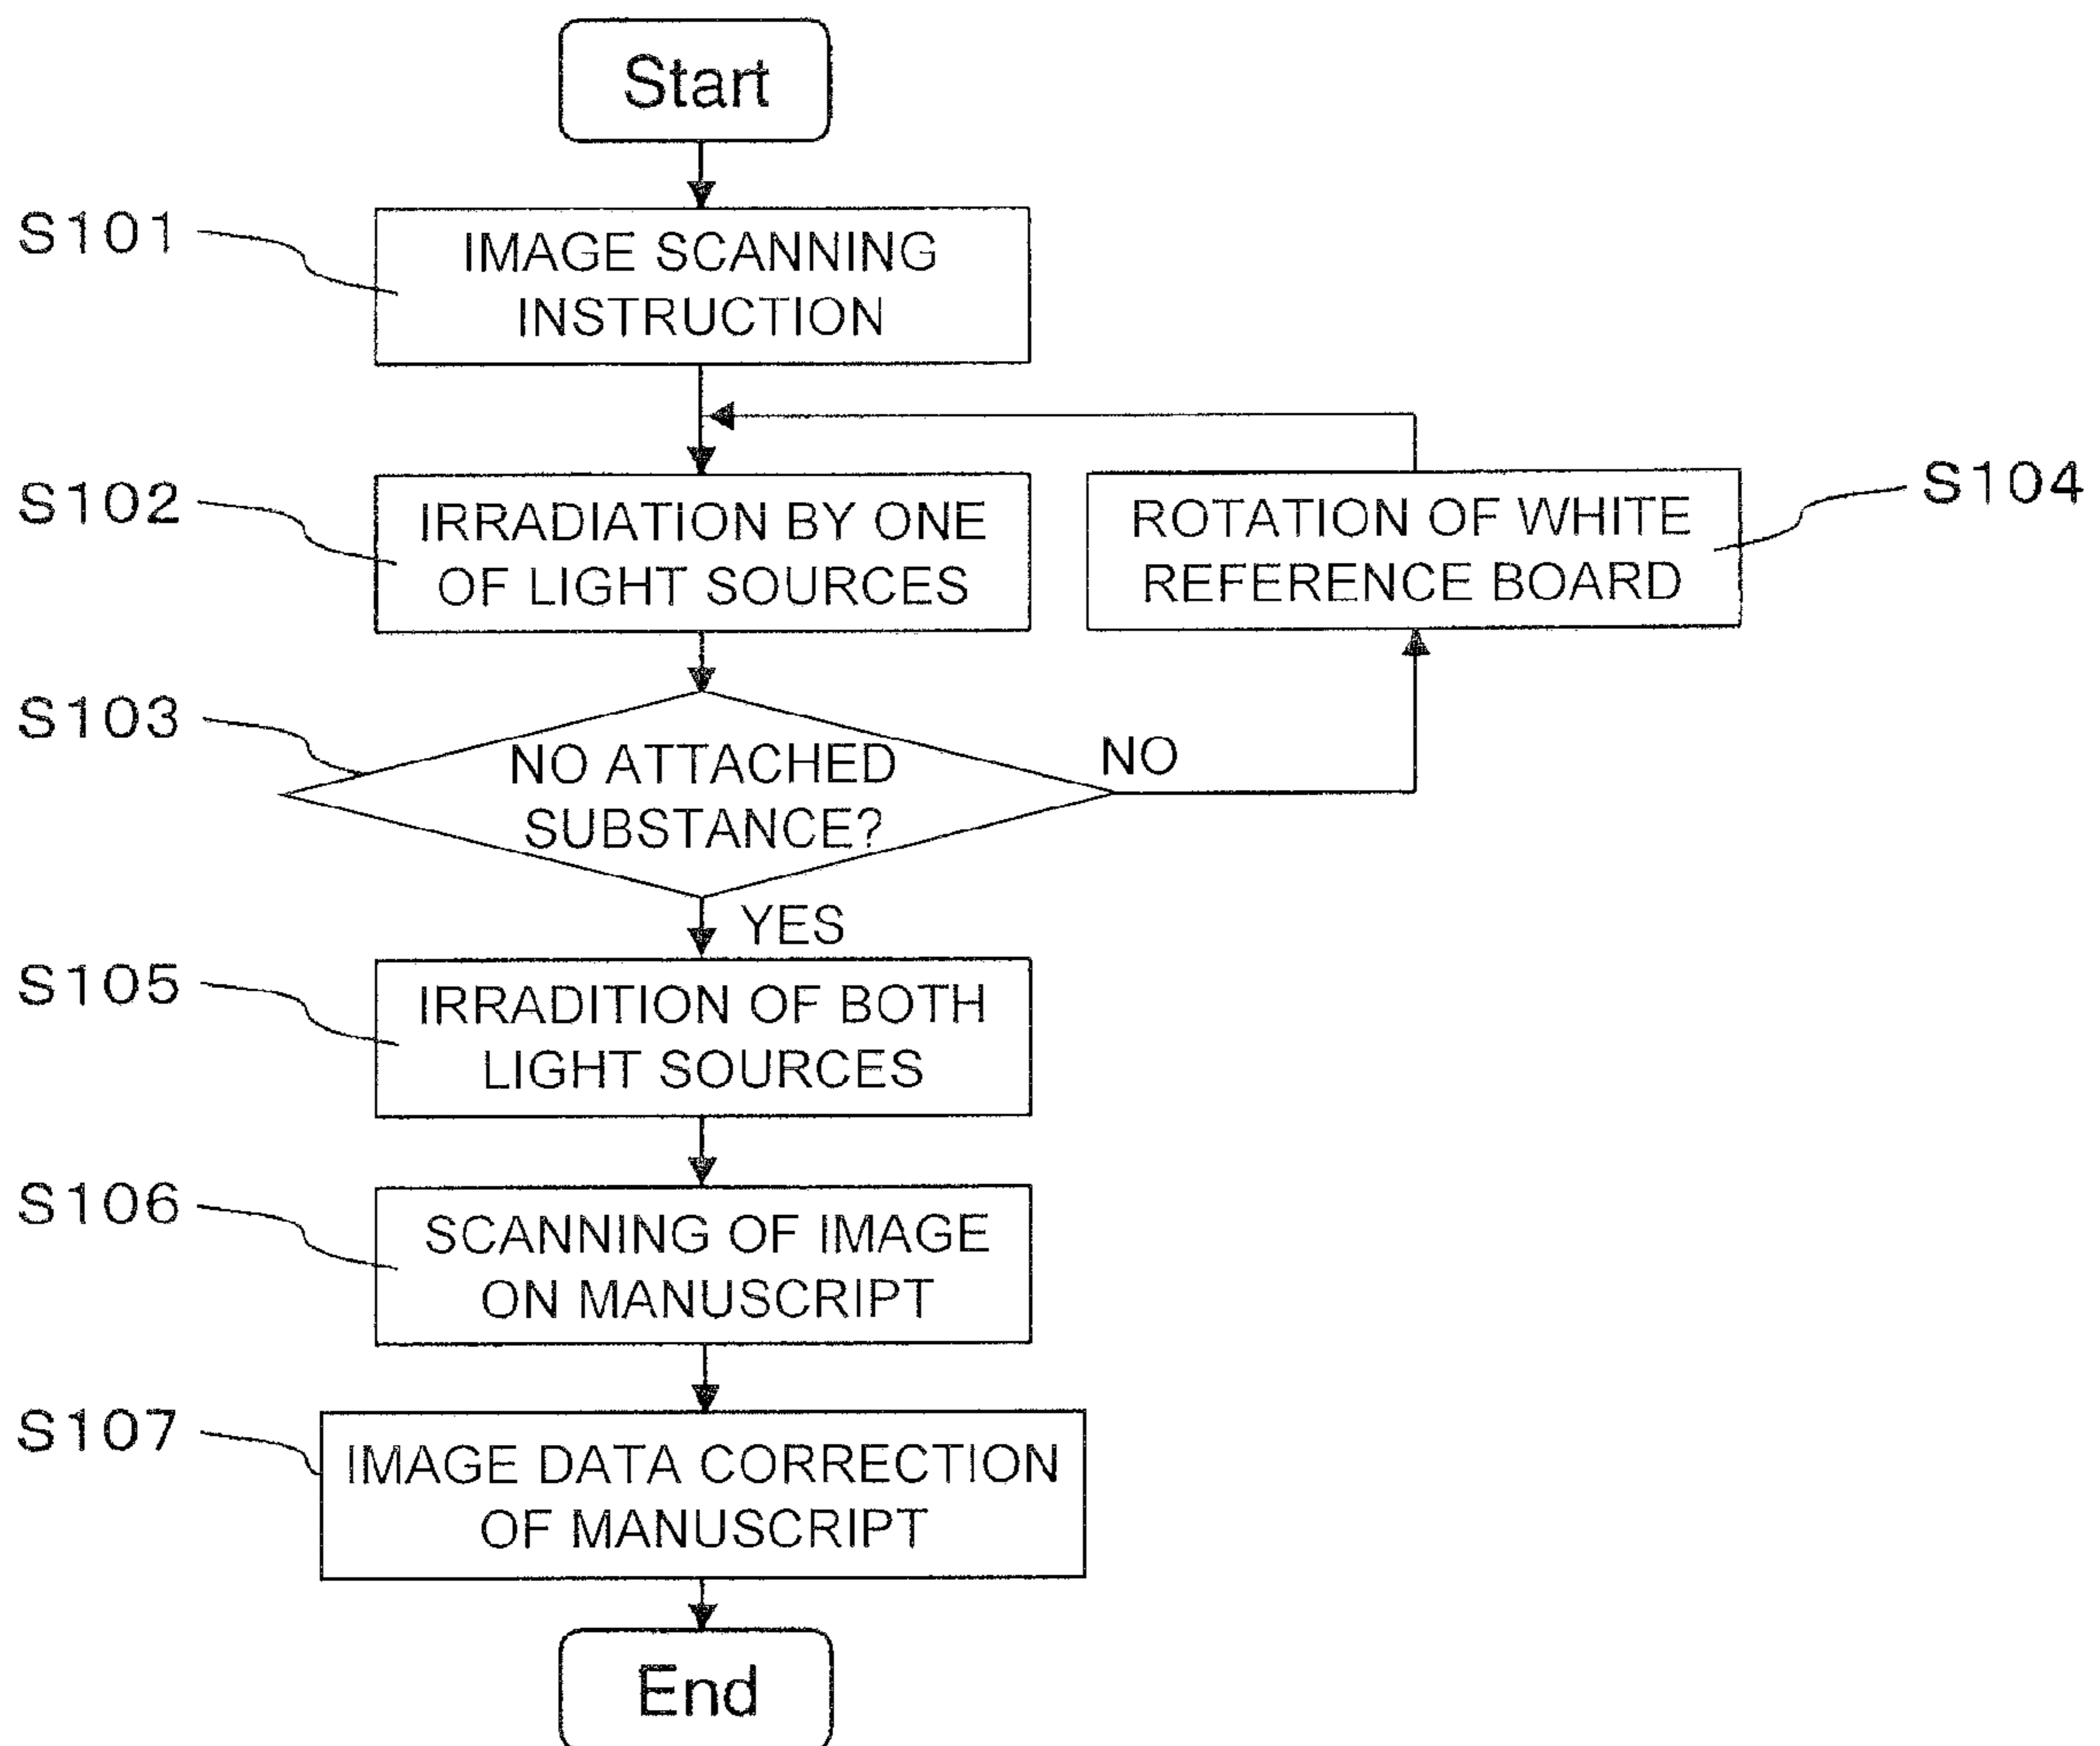 Start
S101
IMAGE SCANNING
INSTRUCTION
S102
IRRADIATION BY ONE
OF LIGHT SOURCES
ROTATION OF WHITE
REFERENCE BOARD
S104
S103
NO ATTACHED
SUBSTANCE?
NO
YES
S105
IRRADITION OF BOTH
LIGHT SOURCES
S106
SCANNING OF IMAGE
ON MANUSCRIPT
S107
IMAGE DATA CORRECTION
OF MANUSCRIPT
End